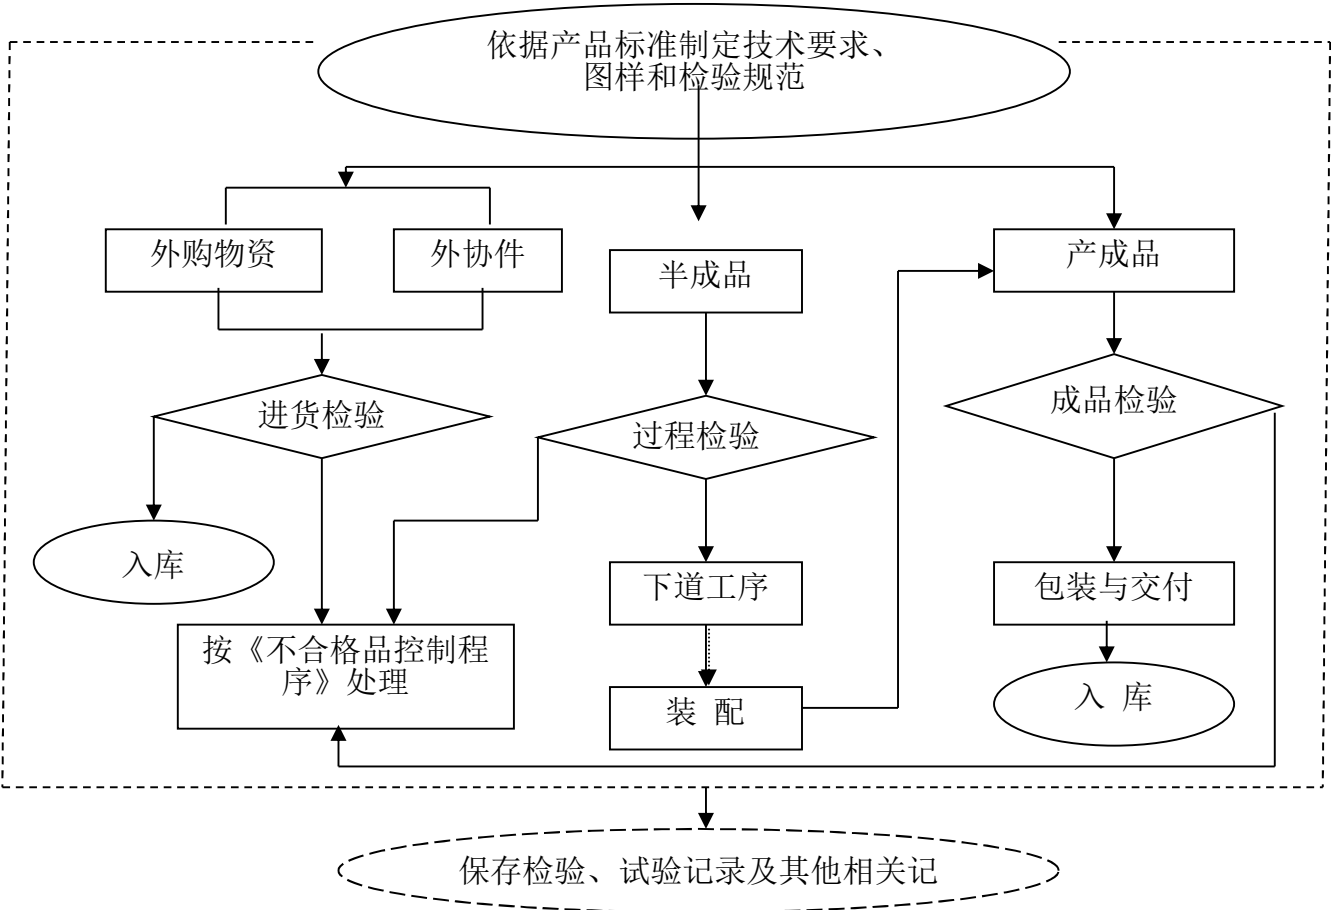 依据产品标准制定技术要求、
图样和检验规范
外购物资
外协件
半成品
产成品
进货检验
过程检验
成品检验
入库
下道工序
包装与交付
按《不合格品控制程
序》处理
装 配
入 库
保存检验、试验记录及其他相关记